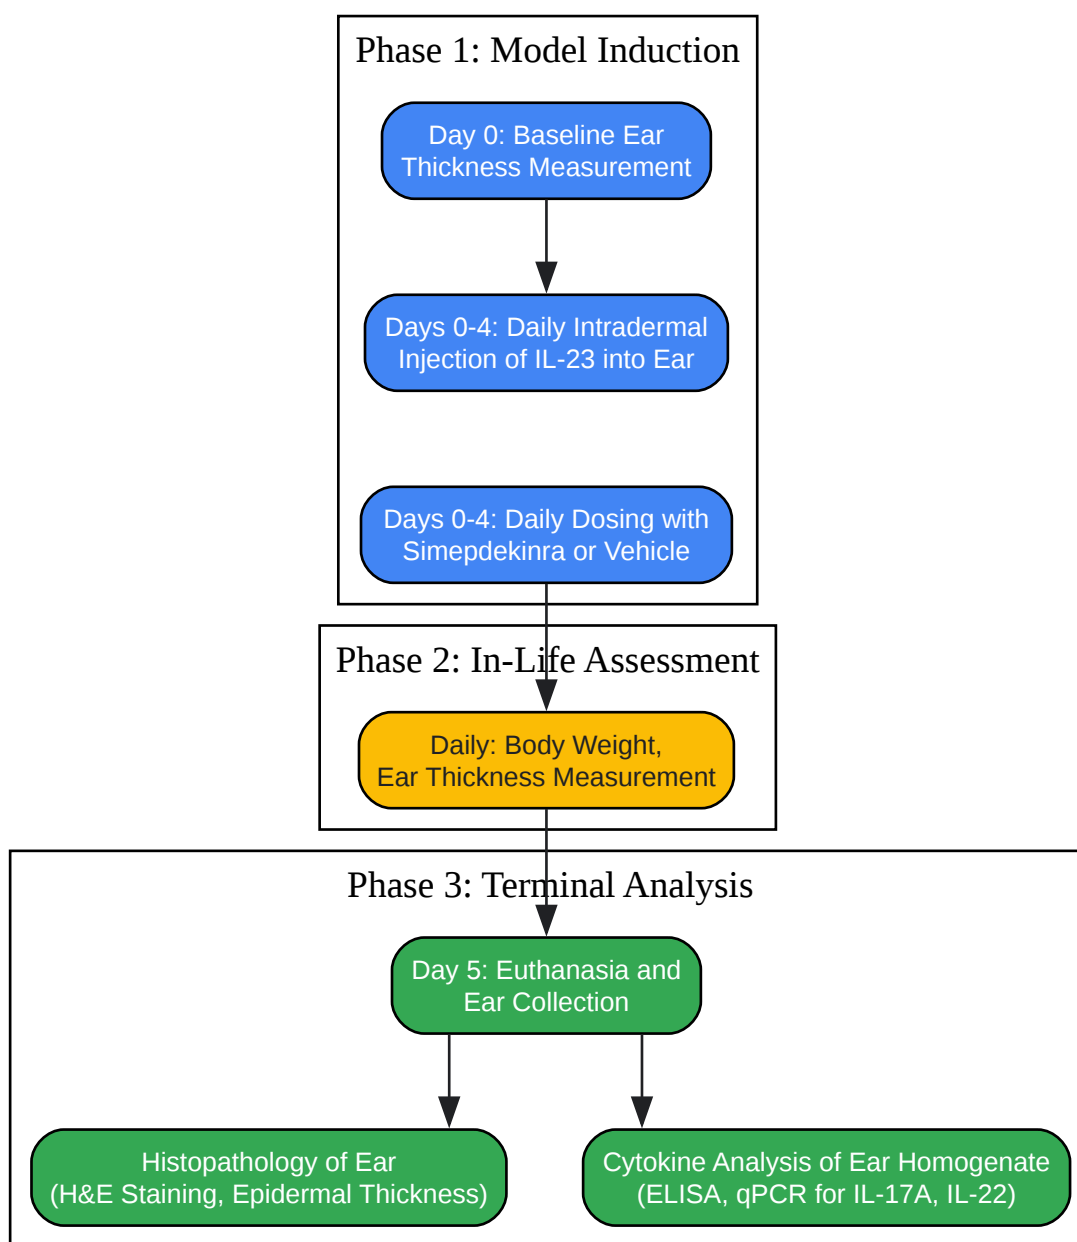 Phase 1: Model Induction
Day 0: Baseline Ear
Thickness Measurement
Days 0-4: Daily Intradermal
Injection of IL-23 into Ear
Days 0-4: Daily Dosing with
Simepdekinra or Vehicle
Phase 2: In-Life Assessment
Daily: Body Weight,
Ear Thickness Measurement
Phase 3: Terminal Analysis
Day 5: Euthanasia and
Ear Collection
Histopathology of Ear
(H&E Staining, Epidermal Thickness)
Cytokine Analysis of Ear Homogenate
(ELISA, qPCR for IL-17A, IL-22)